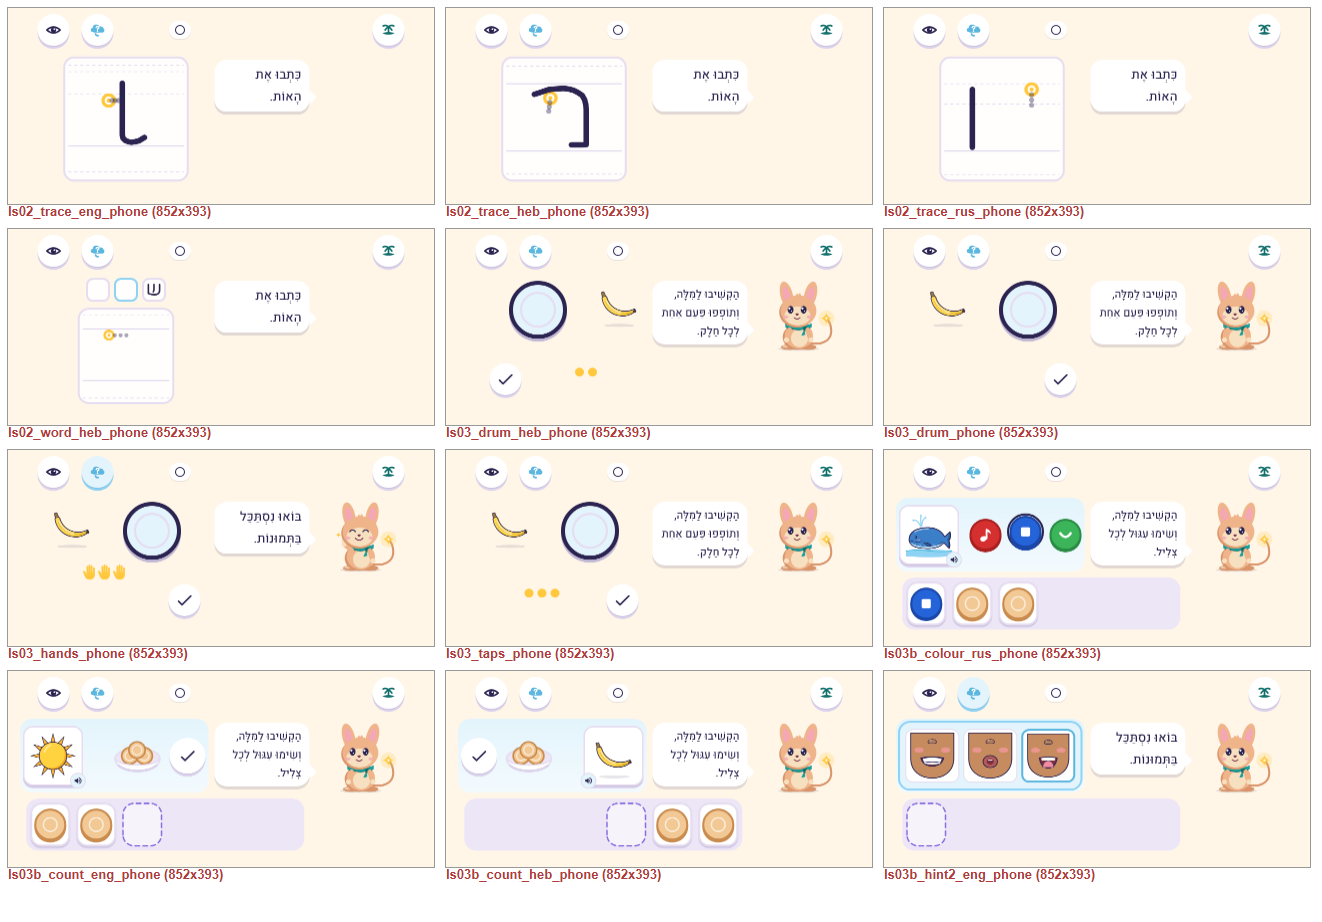 כִּתְבוּ אֶת
הָאוֹת.
ls02_trace_eng_phone (852x393)
כִּתְבוּ אֶת
הָאוֹת.
ls02_trace_heb_phone (852x393)
כִּתְבוּ אֶת
הָאוֹת.
ls02_trace_rus_phone (852x393)
ש
כִּתְבוּ אֶת
הָאוֹת.
ls02_word_heb_phone (852x393)
הַקְשִׁיבוּ לַמִּלָּה,
וְתוֹפְפוּ פַּעַם אַחַת
לְכָל חֵלֶק.
ls03_drum_heb_phone (852x393)
הַקְשִׁיבוּ לַמִּלָּה,
וְתוֹפְפוּ פַּעַם אַחַת
לְכָל חֵלֶק.
ls03_drum_phone (852x393)
בּוֹאוּ נִסְתַּכֵּל
בַּתְּמוּנוֹת.
ls03_hands_phone (852x393)
הַקְשִׁיבוּ לַמִּלָּה,
וְתוֹפְפוּ פַּעַם אַחַת
לְכָל חֵלֶק.
ls03_taps_phone (852x393)
הַקְשִׁיבוּ לַמִּלָּה,
וְשִׂימוּ עִגּוּל לְכָל
צְלִיל.
ls03b_colour_rus_phone (852x393)
הַקְשִׁיבוּ לַמִּלָּה,
וְשִׂימוּ עִגּוּל לְכָל
צְלִיל.
ls03b_count_eng_phone (852x393)
הַקְשִׁיבוּ לַמִּלָּה,
וְשִׂימוּ עִגּוּל לְכָל
צְלִיל.
ls03b_count_heb_phone (852x393)
בּוֹאוּ נִסְתַּכֵּל
בַּתְּמוּנוֹת.
ls03b_hint2_eng_phone (852x393)